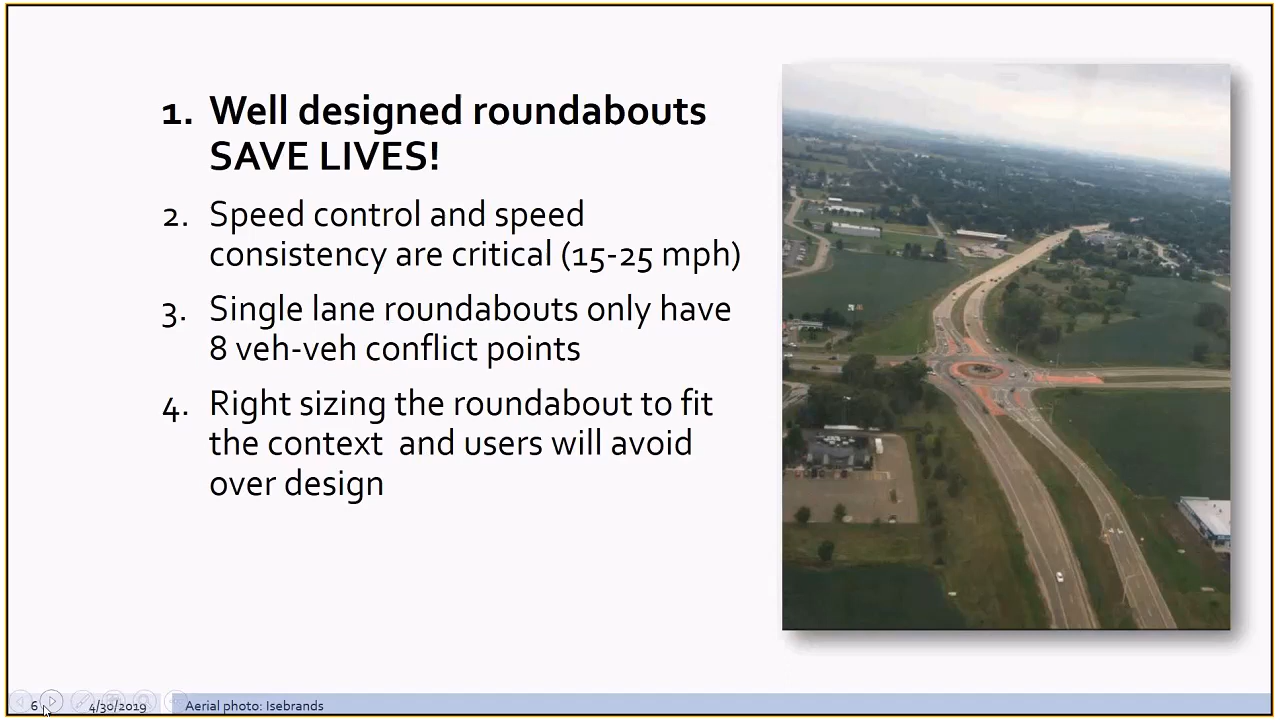 1. Well designed roundabouts
SAVE LIVES!
2. Speed control and speed
consistency are critical (15-25 mph)
3. Single lane roundabouts only have
8 veh-veh conflict points
4. Right sizing the roundabout to fit
the context  and users will avoid
over design
6 4/30/2019 Aerial photo: Isebrands